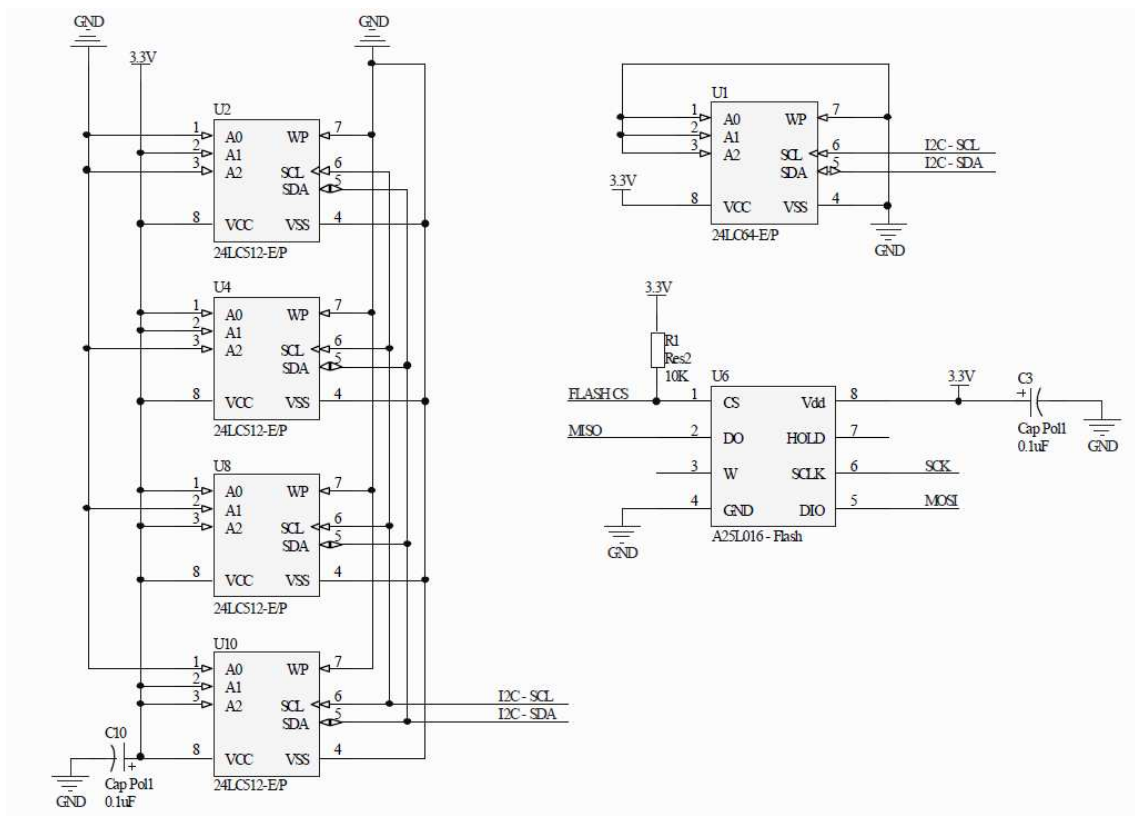 GND
3.3V
U2
1 A0 WP 7
2 A1
3 A2 SCL 6
SDA 5
8 VCC VSS 4
24LC512-E/P
U4
1 A0 WP 7
2 A1
3 A2 SCL 6
SDA 5
8 VCC VSS 4
24LC512-E/P
U8
1 A0 WP 7
2 A1
3 A2 SCL 6
SDA 5
8 VCC VSS 4
24LC512-E/P
U10
1 A0 WP 7
2 A1
3 A2 SCL 6
SDA 5
8 VCC VSS 4
24LC512-E/P
I2C - SCL
I2C - SDA
C10
+
Cap Pol1
0.1uF
GND
GND
U1
1 A0 WP 7
2 A1
3 A2 SCL 6
SDA 5
8 VCC VSS 4
24LC64-E/P
I2C - SCL
I2C - SDA
3.3V
GND
3.3V
R1
Res2
10K
U6
FLASH CS 1 CS Vdd 8
MISO 2 DO HOLD 7
3 W SCLK 6 SCK
4 GND DIO 5 MOSI
A25L016 - Flash
GND
3.3V
C3
+
Cap Pol1
0.1uF
GND